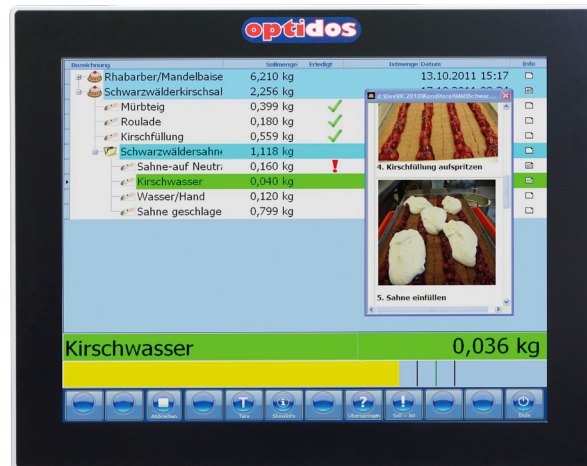 optidos
Bezeichnung Sollmenge Erledigt Istmenge Datum Info
Rhabarber/Mandelbaise 6,210 kg 13.10.2011 15:17
Schwarzwälderkirschsal 2,256 kg
Mürbteig 0,399 kg
Roulade 0,180 kg
Kirschfüllung 0,559 kg
Schwarzwäldersahne 1,118 kg
Sahne-auf Neutra 0,160 kg
Kirschwasser 0,040 kg
Wasser/Hand 0,120 kg
Sahne geschlage 0,799 kg
4. Kirschfüllung aufspritzen
5. Sahne einfüllen
Kirschwasser 0,036 kg
Abbrechen T Tara i ShowInfo ? Überspringen ! Soll -> Ist Ende